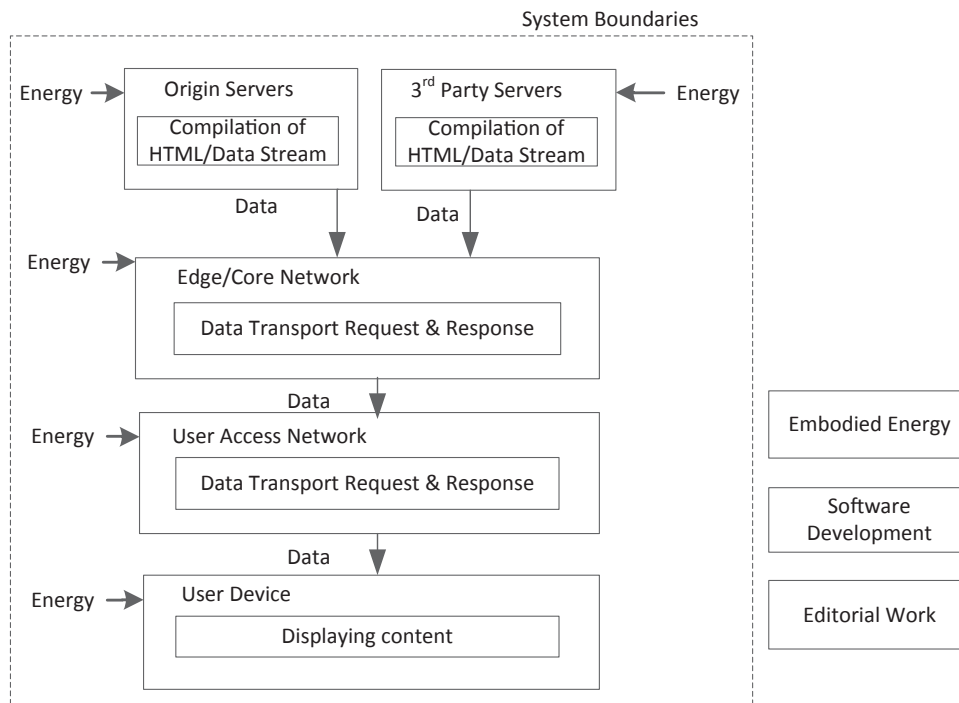 System Boundaries
Energy
Origin Servers
Compilation of
HTML/Data Stream
3rd Party Servers
Compilation of
HTML/Data Stream
Energy
Data
Data
Energy
Edge/Core Network
Data Transport Request & Response
Data
Energy
User Access Network
Data Transport Request & Response
Data
Energy
User Device
Displaying content
Embodied Energy
Software
Development
Editorial Work